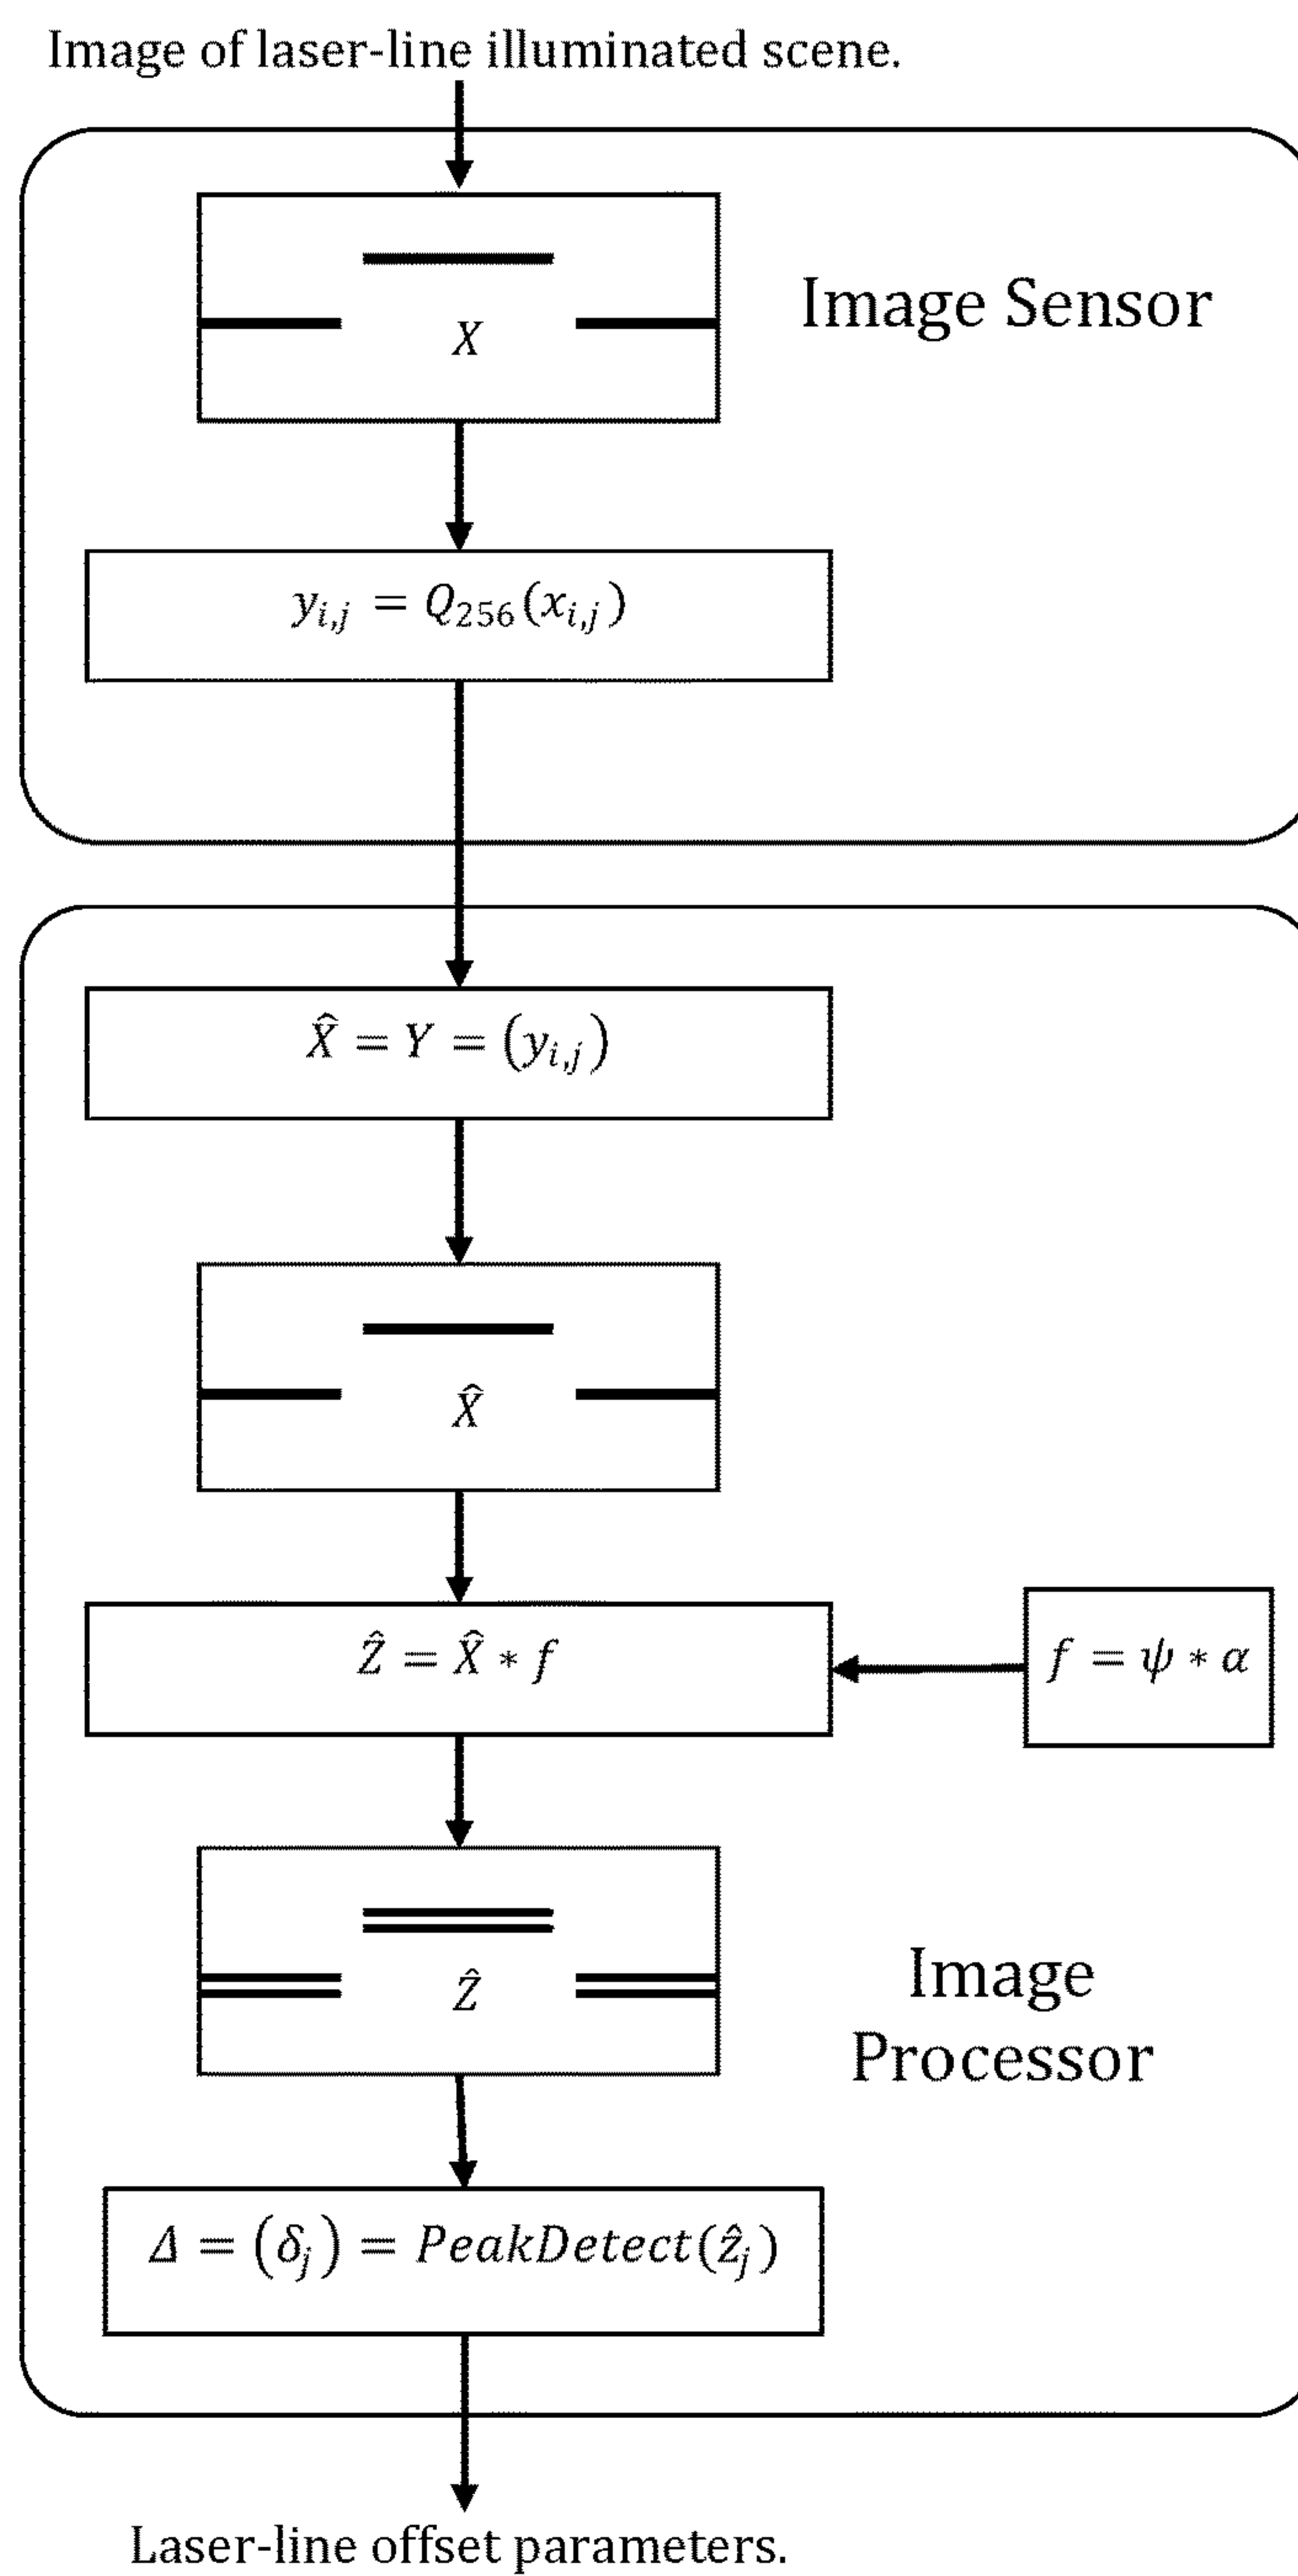 Image of laser-line illuminated scene.
X
Image Sensor
y_{i,j} = Q_{256}(x_{i,j})
X̂ = Y = (y_{i,j})
X̂
Ẑ = X̂ * f
f = ψ * α
Ẑ
Image
Processor
Δ = (δ_j) = PeakDetect(ẑ_j)
Laser-line offset parameters.